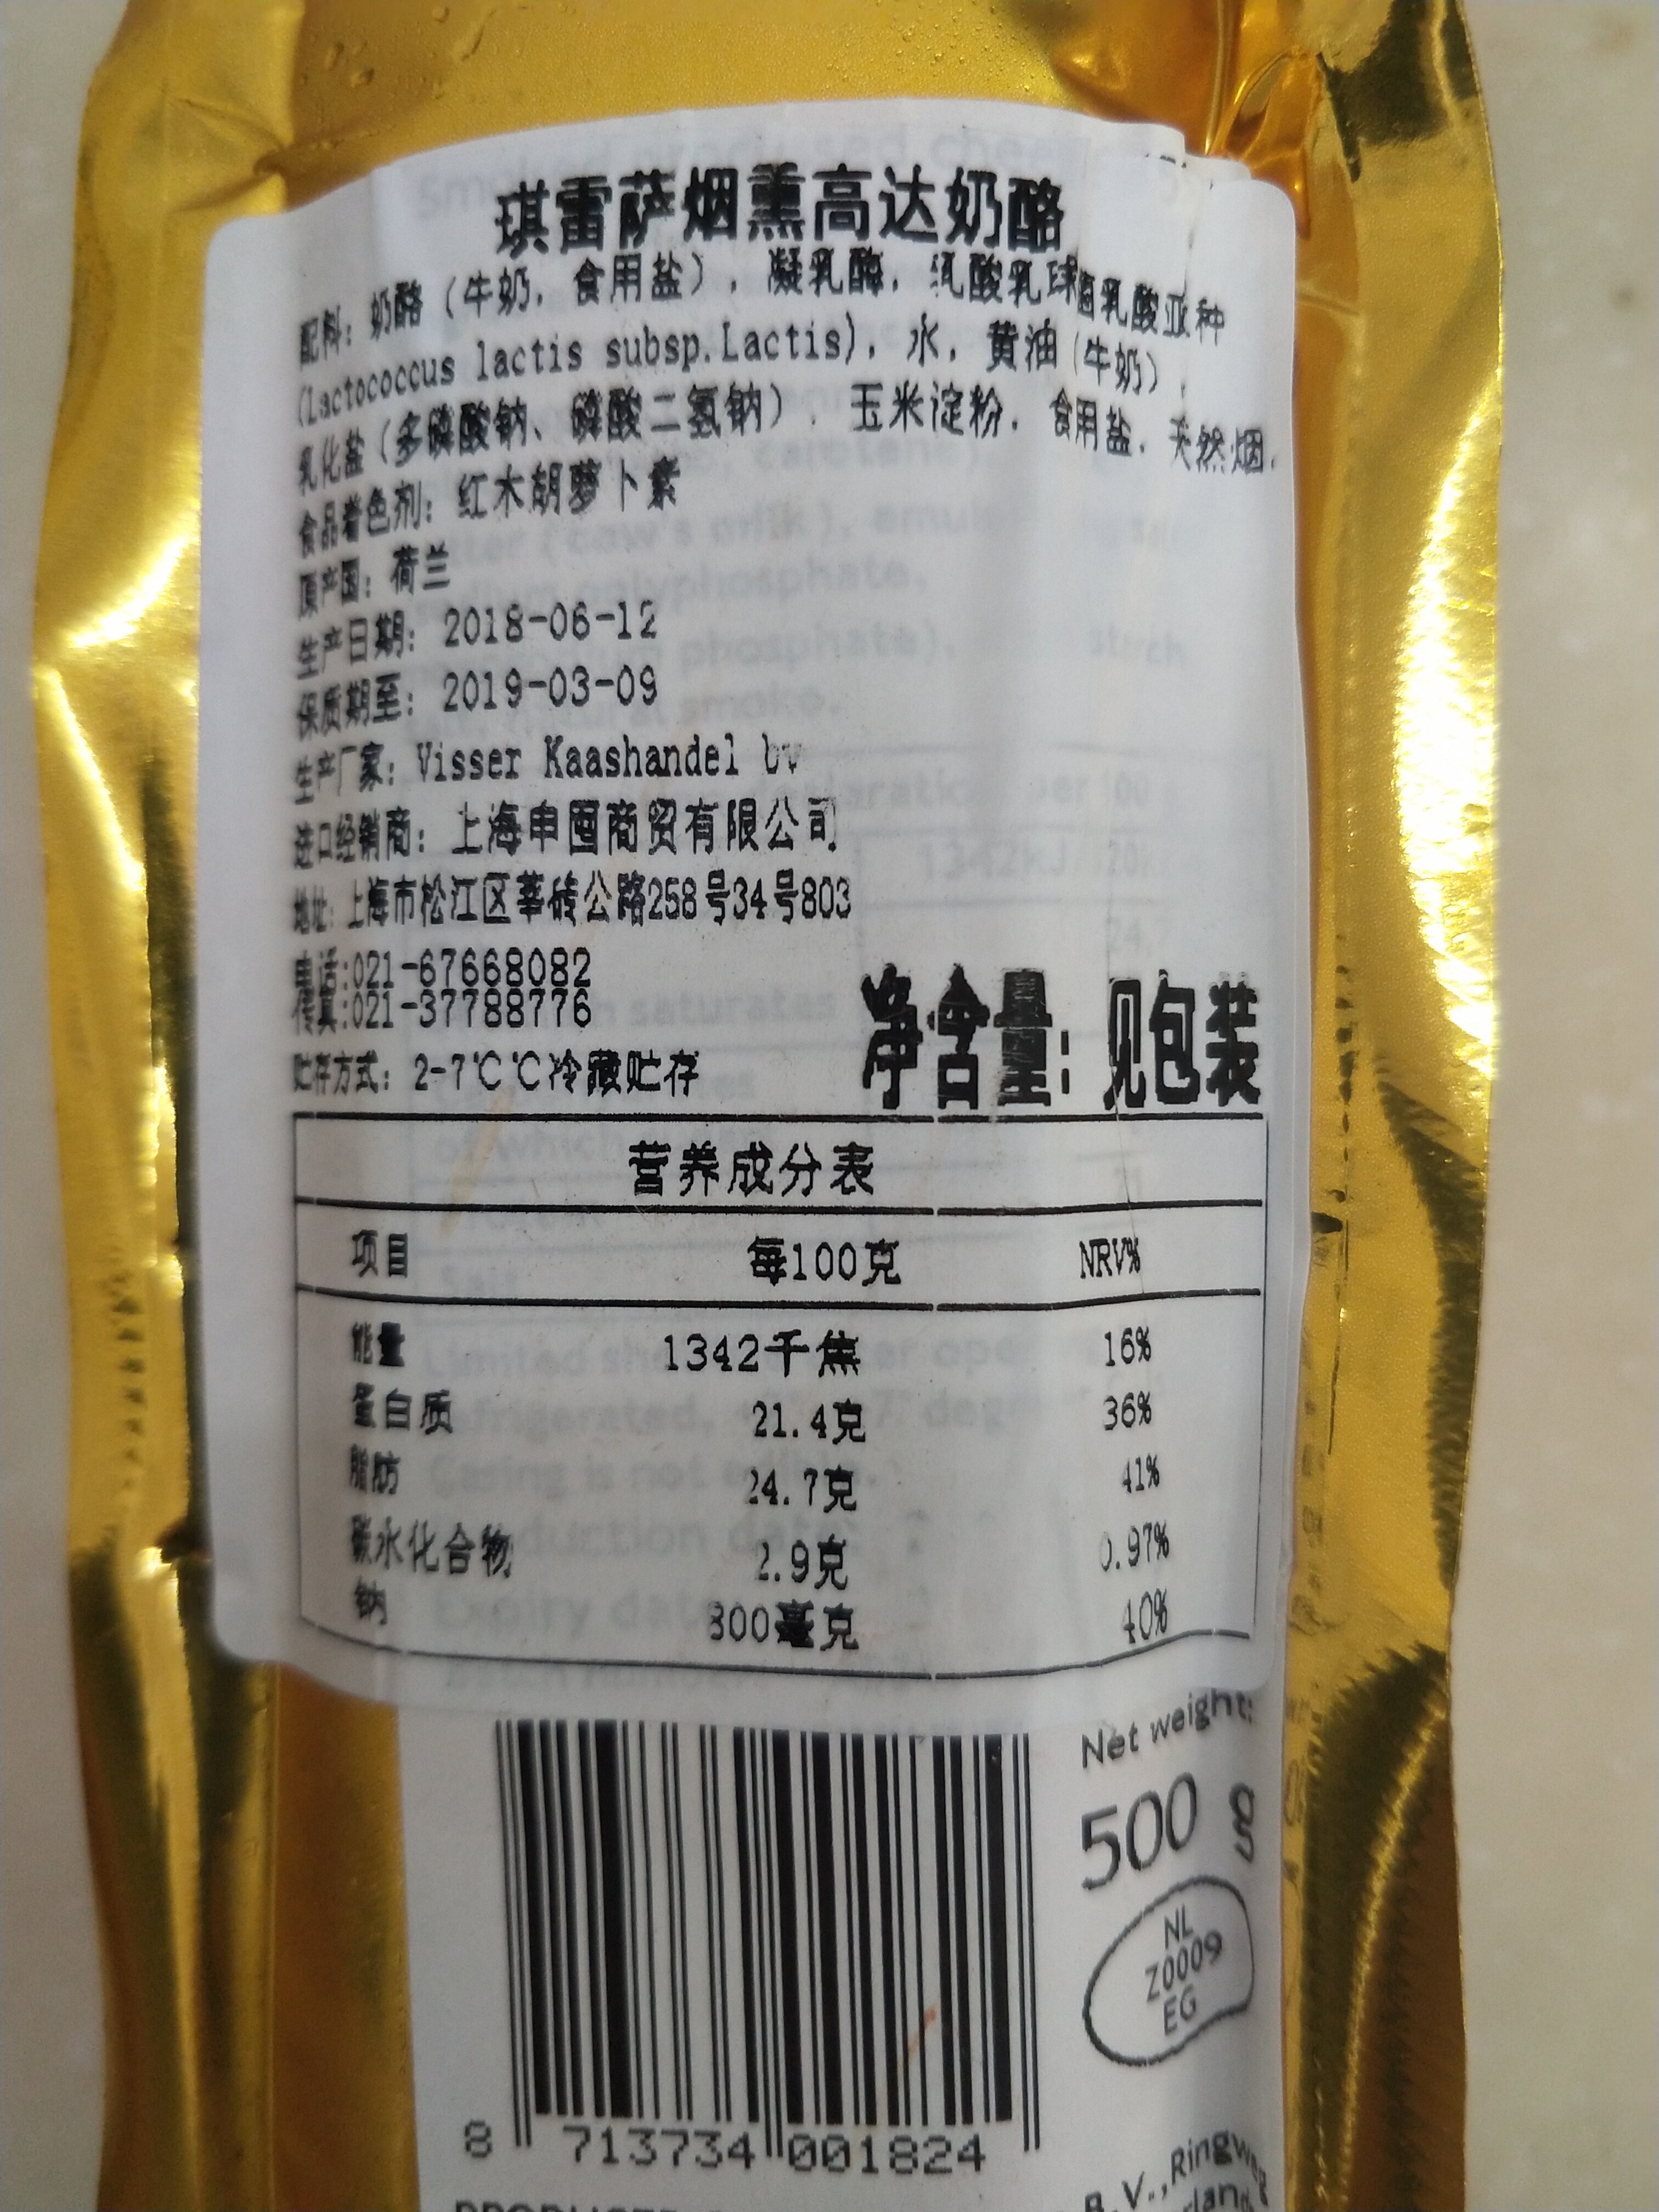 琪雷萨烟熏高达奶酪
配料：奶酪（牛奶，食用盐），凝乳酶，乳酸乳球菌乳酸亚种
(Lactococcus lactis subsp.Lactis)，水，黄油（牛奶），
乳化盐（多磷酸钠、磷酸二氢钠），玉米淀粉，食用盐，天然烟，
食品着色剂：红木胡萝卜素
原产国：荷兰
生产日期：2018-06-12
保质期至：2019-03-09
生产厂家：Visser Kaashandel bv
进口经销商：上海申囤商贸有限公司
地址：上海市松江区莘砖公路258号34号803
电话:021-67668082
传真:021-37788776
贮存方式：2-7℃℃冷藏贮存
净含量：见包装
营养成分表
项目 每100克 NRV%
能量 1342千焦 16%
蛋白质 21.4克 36%
脂肪 24.7克 41%
碳水化合物 2.9克 0.97%
钠 800毫克 40%
Net weight:
500 g
NL
Z0009
EG
8 713734 001824
B.V.,Ringw